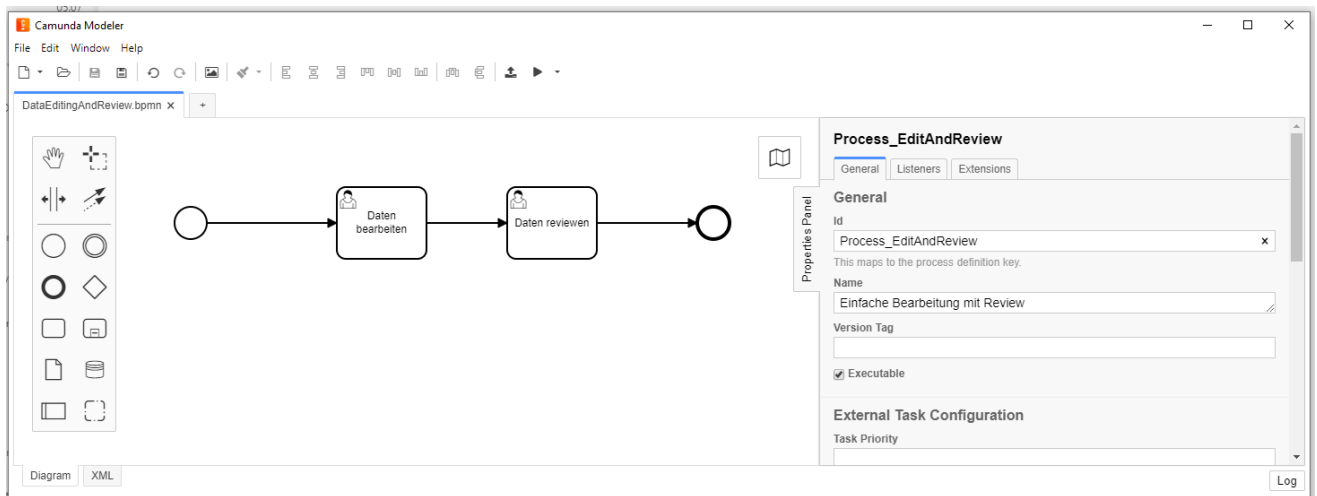 05.07
Camunda Modeler
File Edit Window Help
DataEditingAndReview.bpmn
Daten
bearbeiten
Daten reviewen
Properties Panel
Process_EditAndReview
General Listeners Extensions
General
Id
Process_EditAndReview
This maps to the process definition key.
Name
Einfache Bearbeitung mit Review
Version Tag
Executable
External Task Configuration
Task Priority
Diagram XML
Log